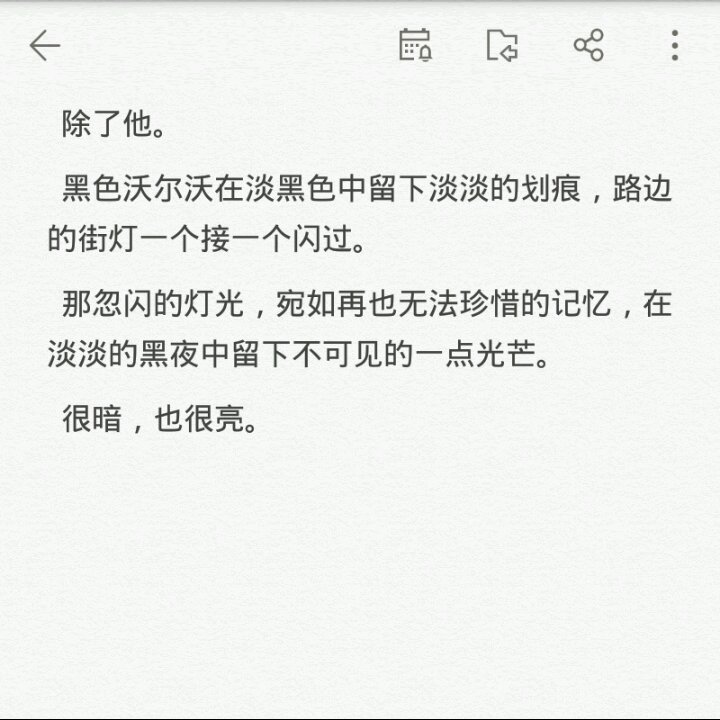 除了他。
黑色沃尔沃在淡黑色中留下淡淡的划痕，路边
的街灯一个接一个闪过。
那忽闪的灯光，宛如再也无法珍惜的记忆，在
淡淡的黑夜中留下不可见的一点光芒。
很暗，也很亮。